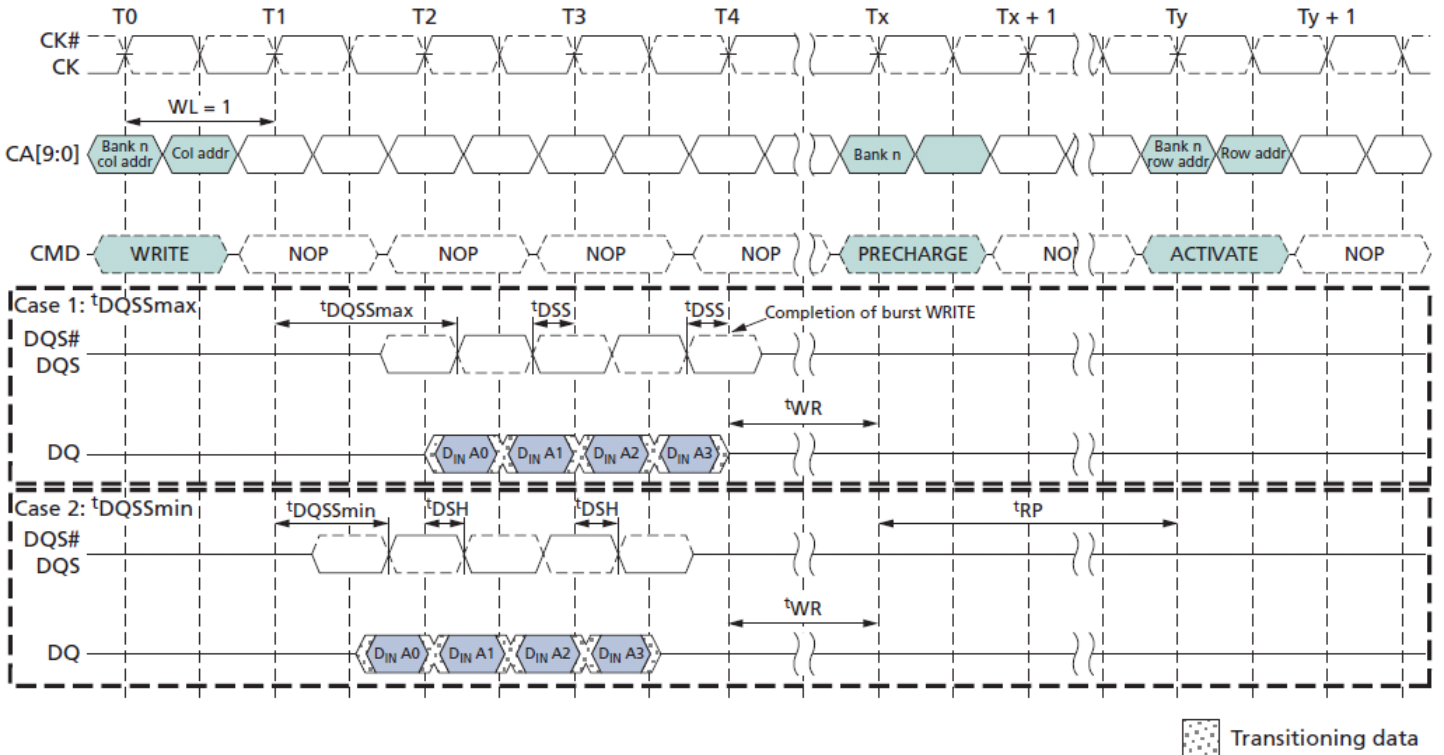 T0 T1 T2 T3 T4 Tx Tx + 1 Ty Ty + 1
CK#
CK
WL = 1
CA[9:0] Bank n col addr Col addr Bank n Bank n row addr Row addr
CMD WRITE NOP NOP NOP NOP PRECHARGE NOP ACTIVATE NOP
Case 1: tDQSSmax
tDQSSmax tDSS tDSS Completion of burst WRITE
DQS#
DQS
tWR
DQ DIN A0 DIN A1 DIN A2 DIN A3
Case 2: tDQSSmin
tDQSSmin tDSH tDSH tRP
DQS#
DQS
tWR
DQ DIN A0 DIN A1 DIN A2 DIN A3
Transitioning data